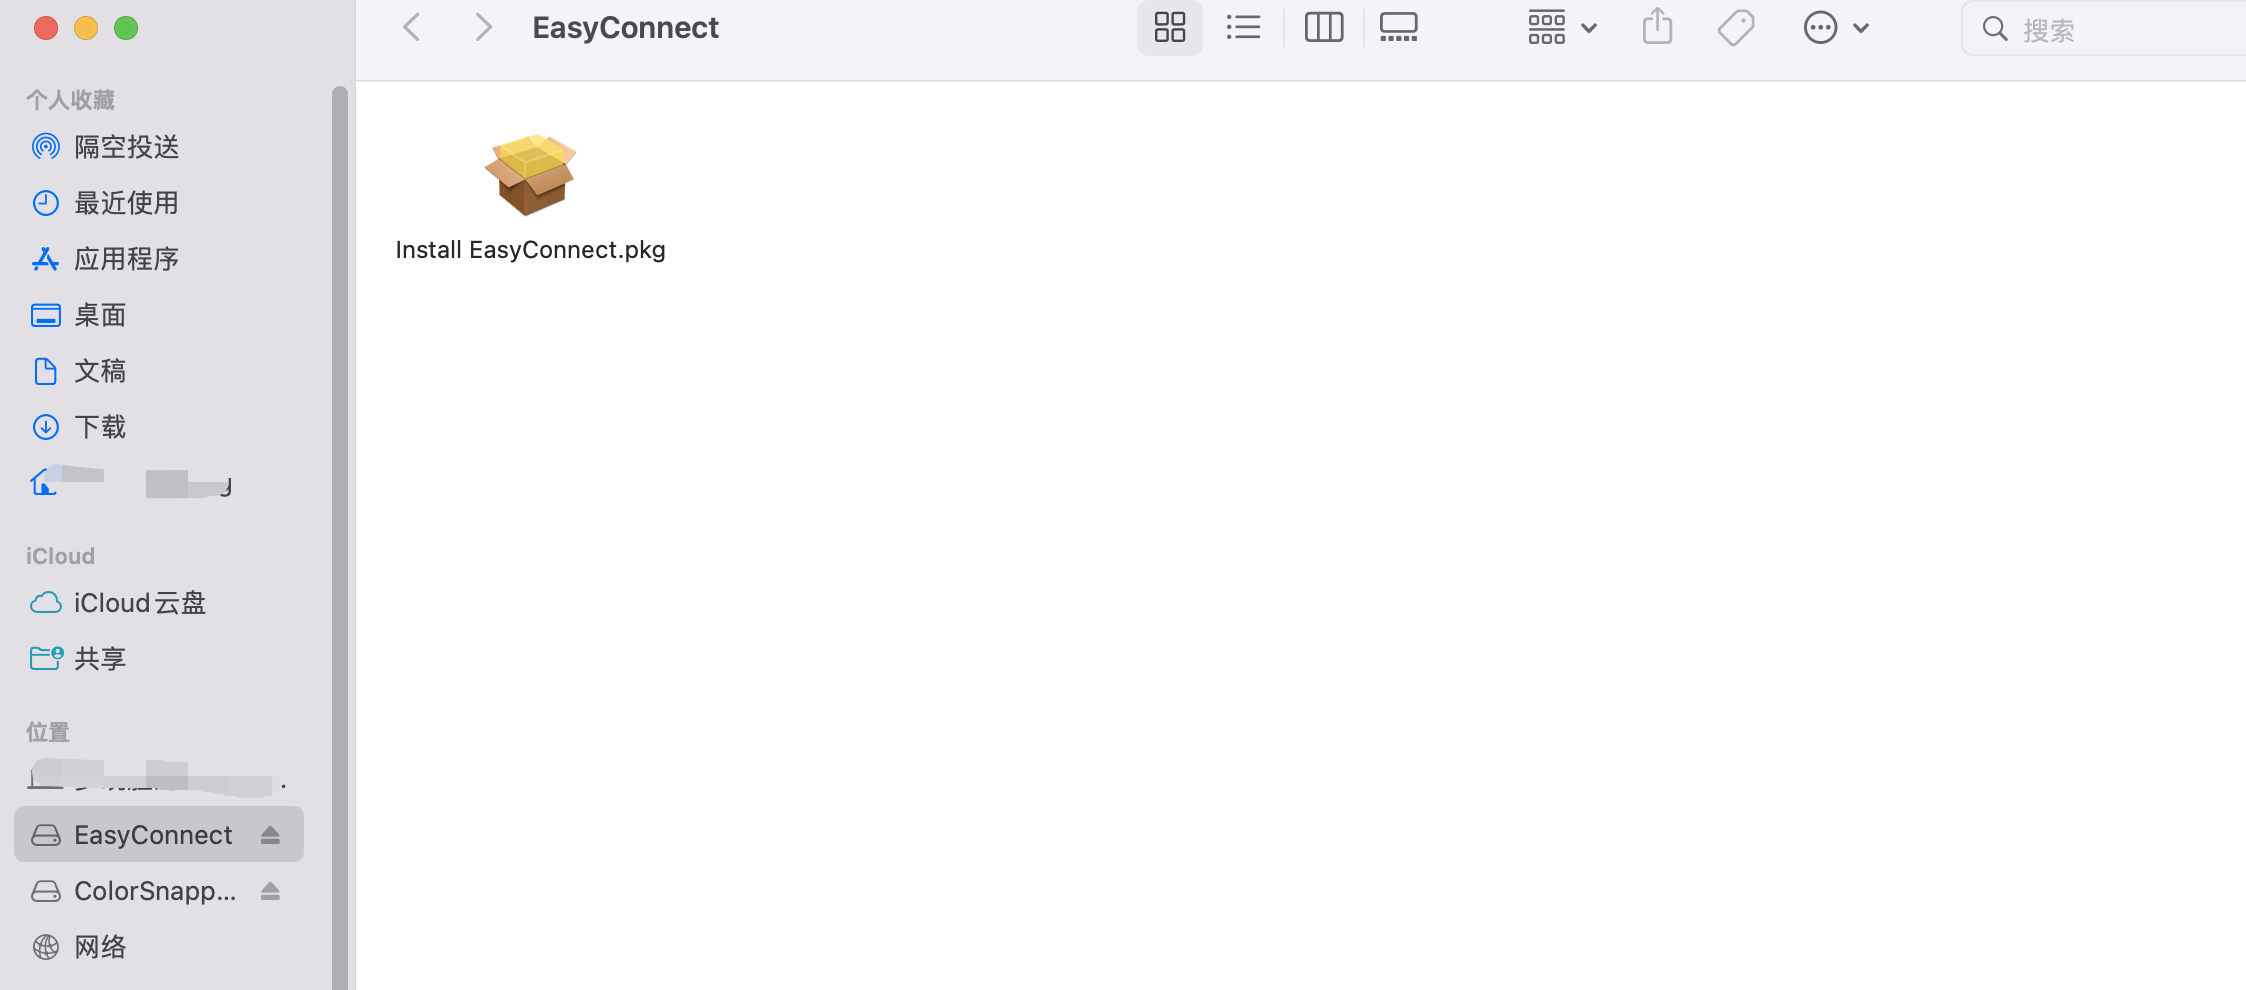 EasyConnect
搜索
个人收藏
隔空投送
最近使用
应用程序
桌面
文稿
下载
iCloud
iCloud云盘
共享
位置
EasyConnect
ColorSnapp...
网络
Install EasyConnect.pkg